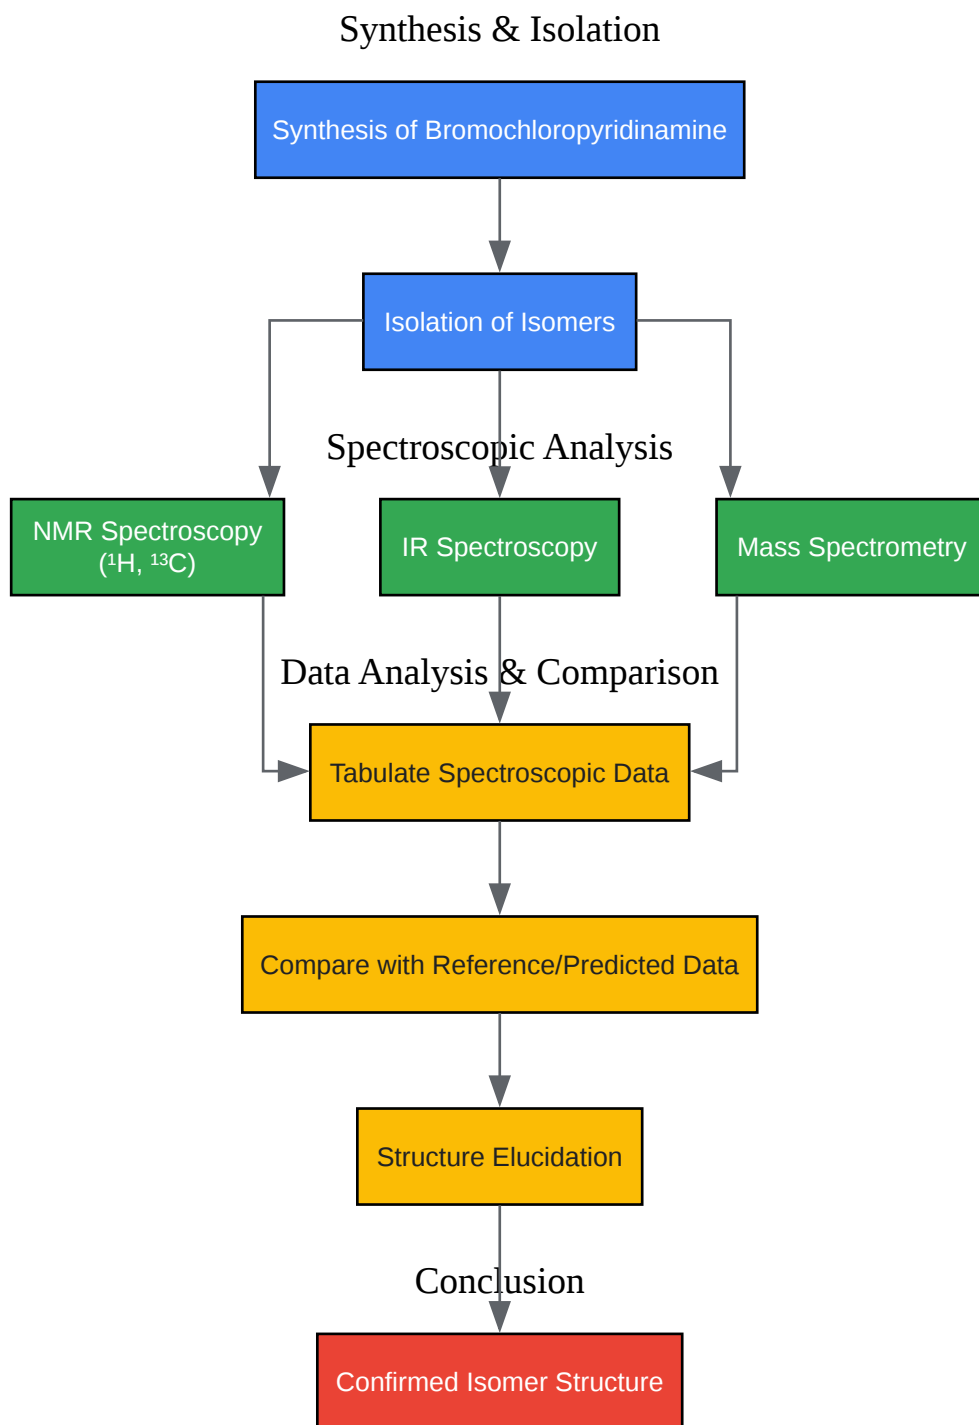 Synthesis & Isolation
Synthesis of Bromochloropyridinamine
Isolation of Isomers
Spectroscopic Analysis
NMR Spectroscopy
(¹H, ¹³C)
IR Spectroscopy
Mass Spectrometry
Data Analysis & Comparison
Tabulate Spectroscopic Data
Compare with Reference/Predicted Data
Structure Elucidation
Conclusion
Confirmed Isomer Structure